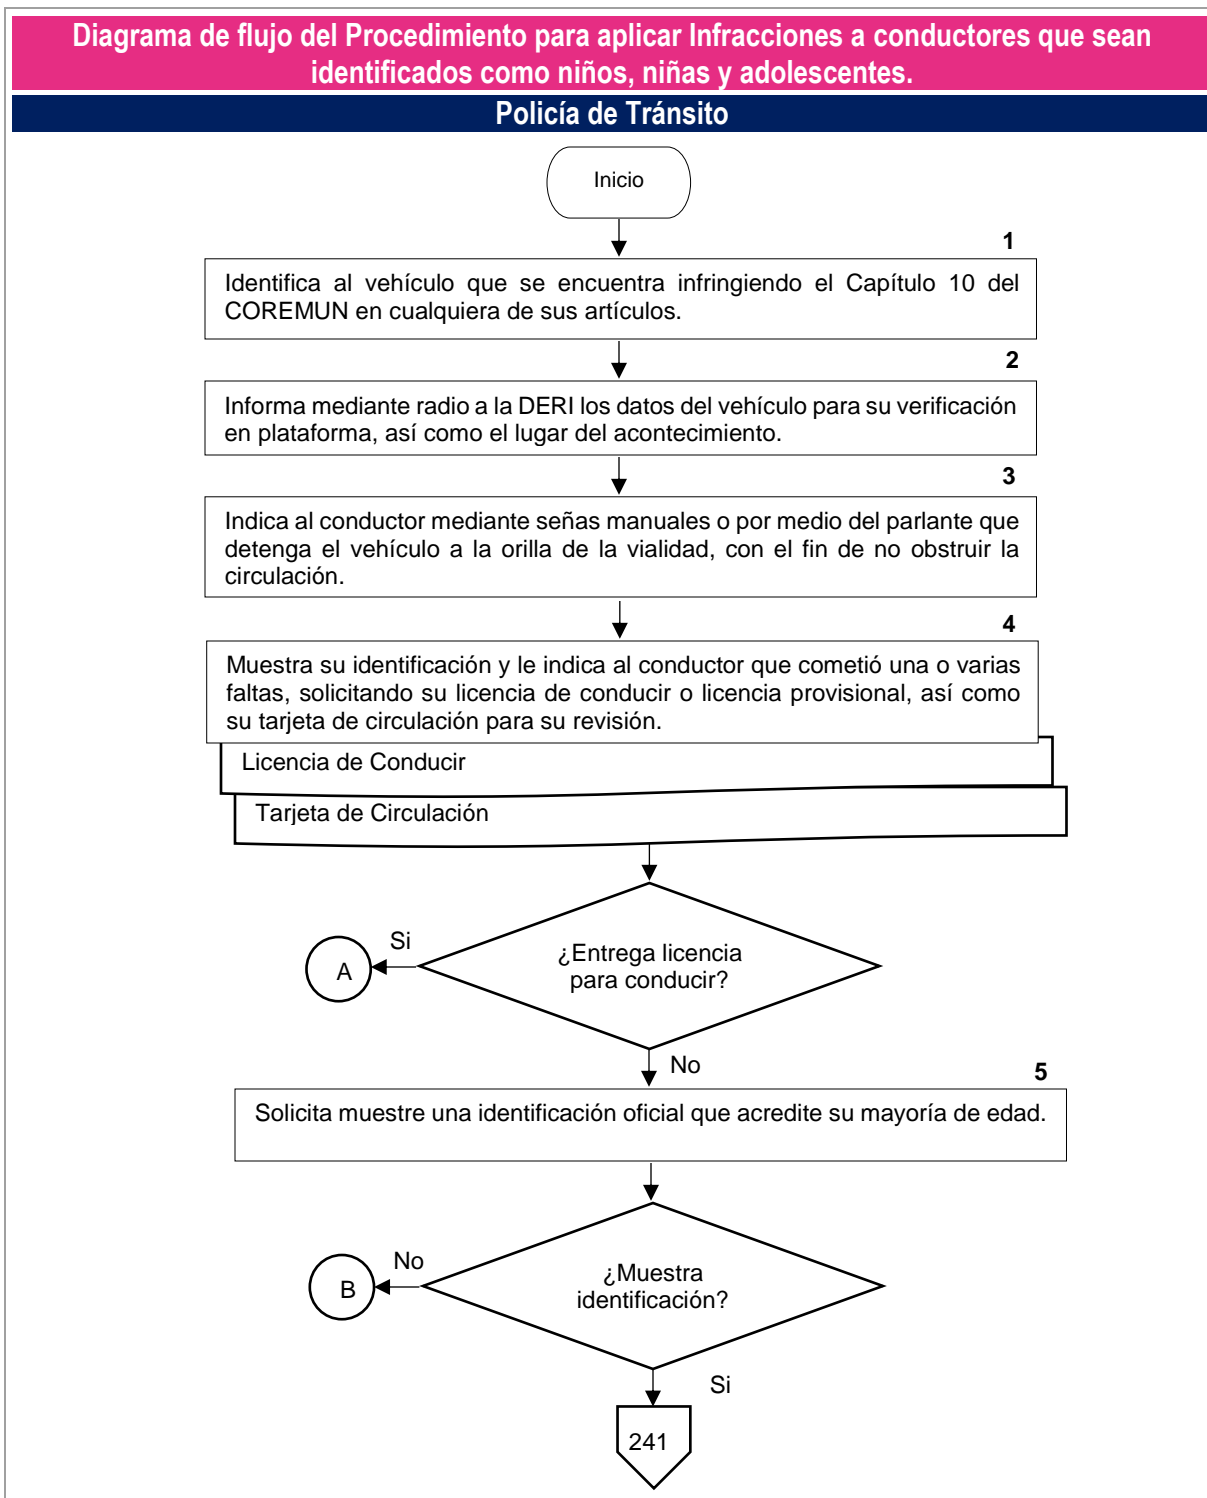 Diagrama de flujo del Procedimiento para aplicar Infracciones a conductores que sean
identificados como niños, niñas y adolescentes.
Policía de Tránsito
Inicio
1
Identifica al vehículo que se encuentra infringiendo el Capítulo 10 del
COREMUN en cualquiera de sus artículos.
2
Informa mediante radio a la DERI los datos del vehículo para su verificación
en plataforma, así como el lugar del acontecimiento.
3
Indica al conductor mediante señas manuales o por medio del parlante que
detenga el vehículo a la orilla de la vialidad, con el fin de no obstruir la
circulación.
4
Muestra su identificación y le indica al conductor que cometió una o varias
faltas, solicitando su licencia de conducir o licencia provisional, así como
su tarjeta de circulación para su revisión.
Licencia de Conducir
Tarjeta de Circulación
Si
A
¿Entrega licencia
para conducir?
No
5
Solicita muestre una identificación oficial que acredite su mayoría de edad.
No
B
¿Muestra
identificación?
Si
241